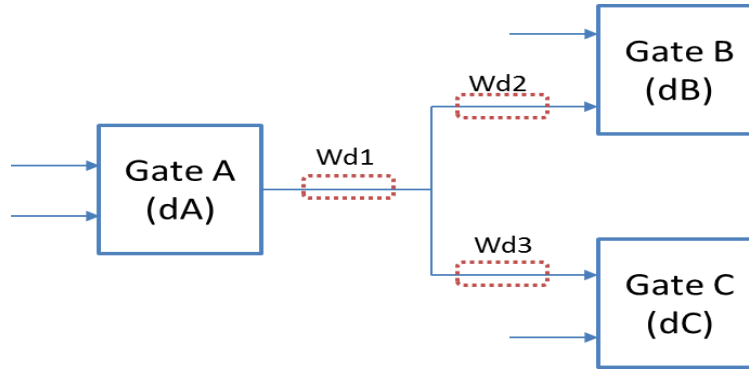 Gate A
(dA)
Wd1
Wd2
Gate B
(dB)
Wd3
Gate C
(dC)